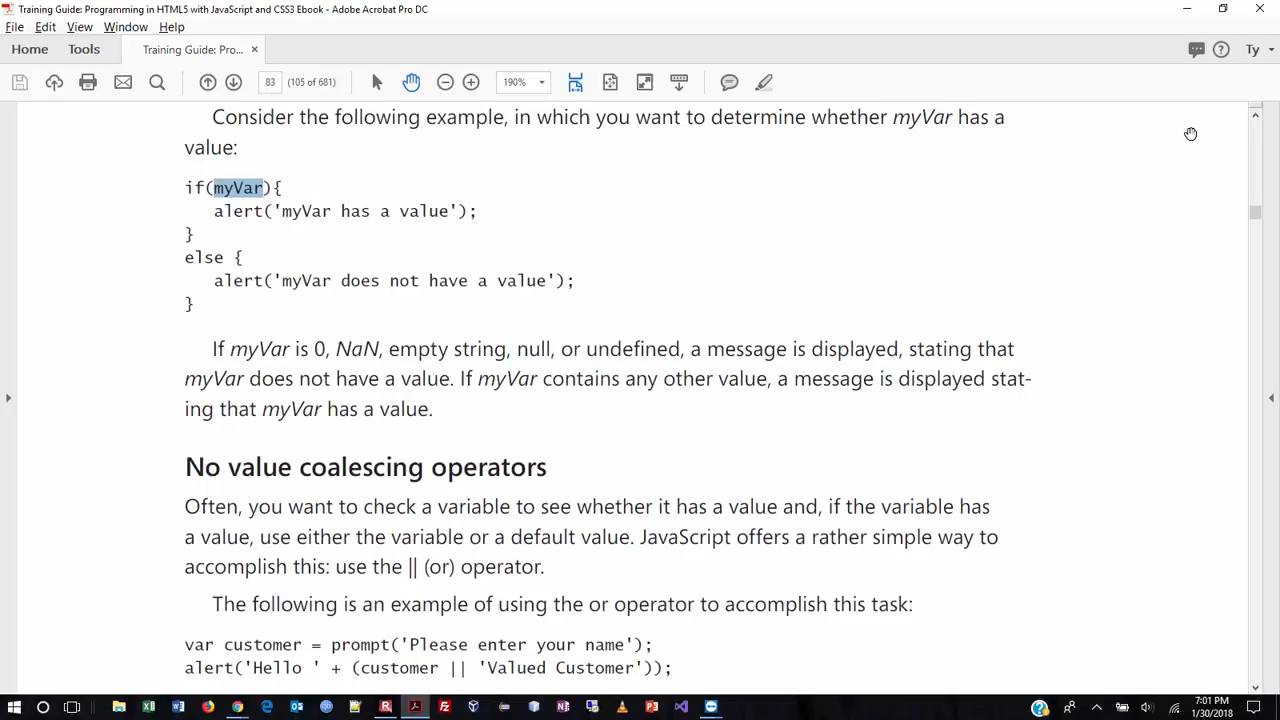 Training Guide: Programming in HTML5 with JavaScript and CSS3 Ebook - Adobe Acrobat Pro DC
File Edit View Window Help
Home Tools Training Guide: Pro... × Ty
83 (105 of 681) 190%
Consider the following example, in which you want to determine whether myVar has a
value:
if(myVar){
alert('myVar has a value');
}
else {
alert('myVar does not have a value');
}
If myVar is 0, NaN, empty string, null, or undefined, a message is displayed, stating that
myVar does not have a value. If myVar contains any other value, a message is displayed stat-
ing that myVar has a value.
No value coalescing operators
Often, you want to check a variable to see whether it has a value and, if the variable has
a value, use either the variable or a default value. JavaScript offers a rather simple way to
accomplish this: use the || (or) operator.
The following is an example of using the or operator to accomplish this task:
var customer = prompt('Please enter your name');
alert('Hello ' + (customer || 'Valued Customer'));
7:01 PM
1/30/2018